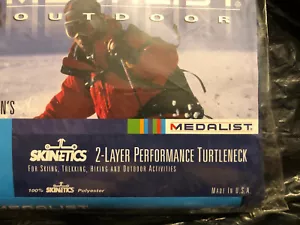 OUTDOOR
N'S
MEDALIST
SKINETICS 2-LAYER PERFORMANCE TURTLENECK
FOR SKIING, TREKKING, HIKING AND OUTDOOR ACTIVITIES
100% SKINETICS Polyester
MADE IN U.S.A.
MEDALIST